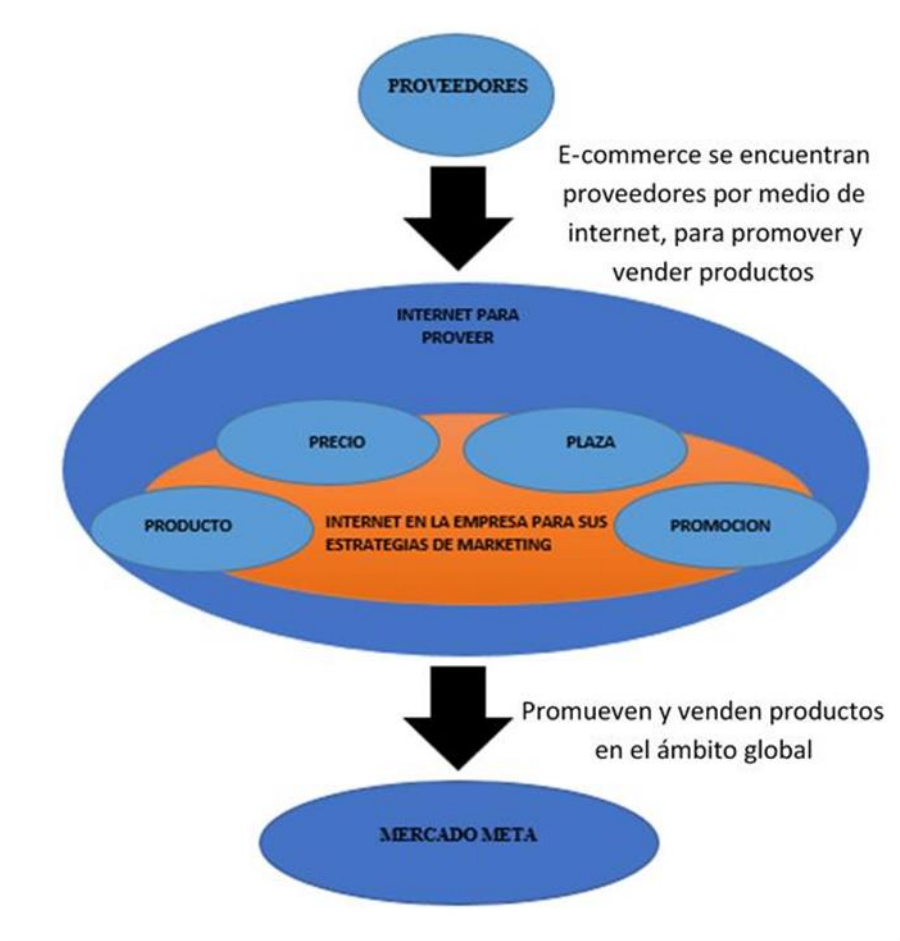 PROVEEDORES
E-commerce se encuentran
proveedores por medio de
internet, para promover y
vender productos
INTERNET PARA
PROVEER
PRECIO
PLAZA
PRODUCTO
INTERNET EN LA EMPRESA PARA SUS
ESTRATEGIAS DE MARKETING
PROMOCION
Promueven y venden productos
en el ámbito global
MERCADO META